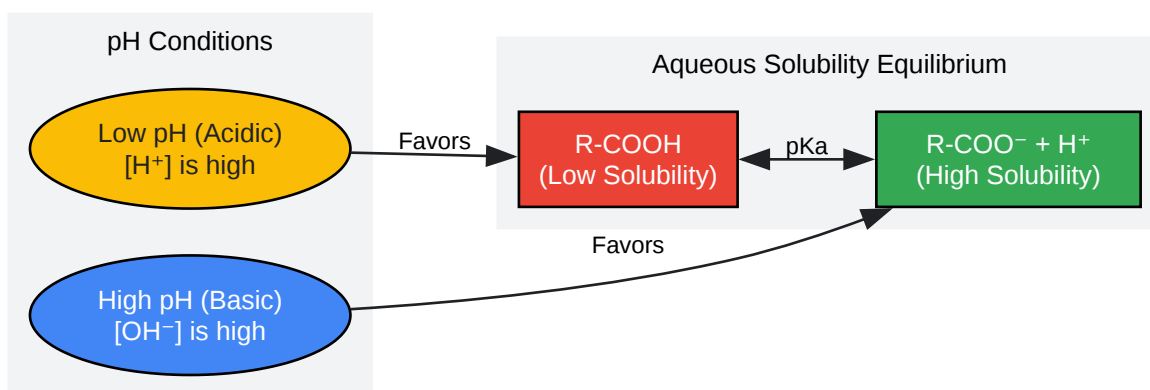 pH Conditions
Low pH (Acidic)
[H⁺] is high
High pH (Basic)
[OH⁻] is high
Favors
Favors
Aqueous Solubility Equilibrium
R-COOH
(Low Solubility)
pKa
R-COO⁻ + H⁺
(High Solubility)